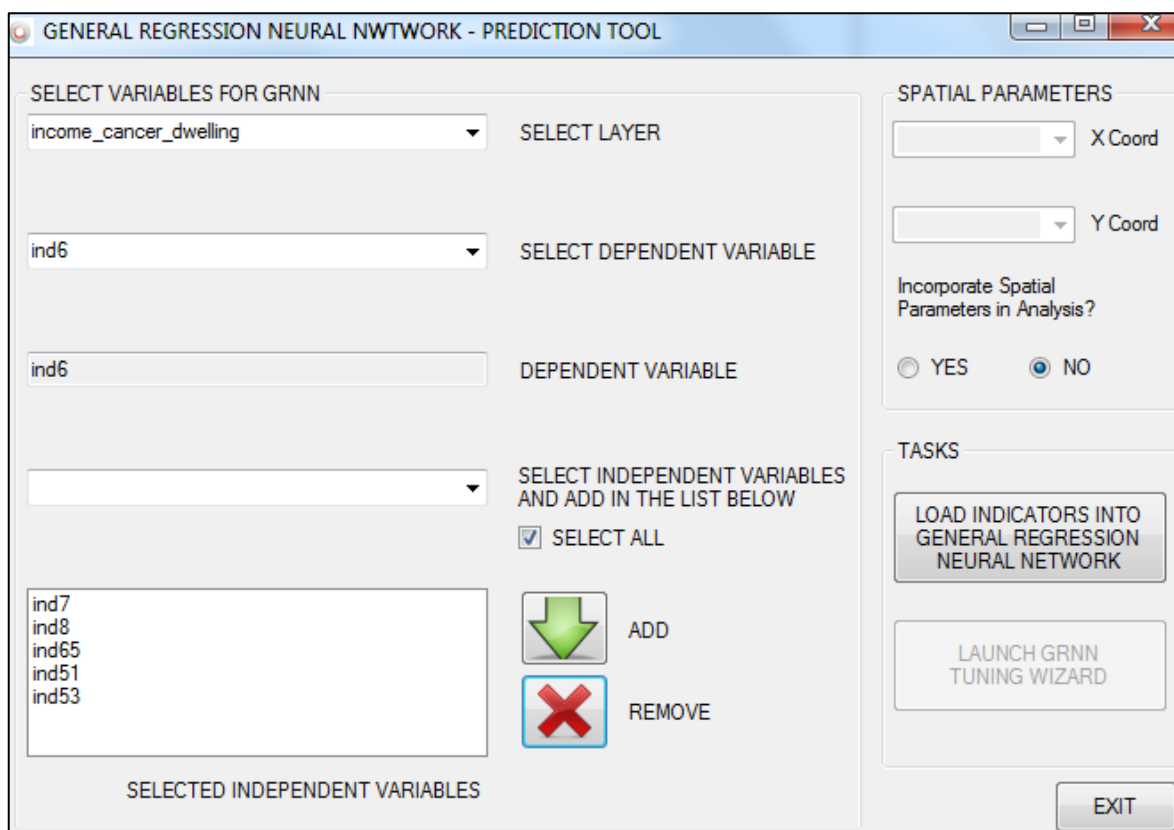 GENERAL REGRESSION NEURAL NWTWORK - PREDICTION TOOL
SELECT VARIABLES FOR GRNN
income_cancer_dwelling
SELECT LAYER
ind6
SELECT DEPENDENT VARIABLE
ind6
DEPENDENT VARIABLE
SELECT INDEPENDENT VARIABLES
AND ADD IN THE LIST BELOW
SELECT ALL
ind7
ind8
ind65
ind51
ind53
ADD
REMOVE
SELECTED INDEPENDENT VARIABLES
SPATIAL PARAMETERS
X Coord
Y Coord
Incorporate Spatial
Parameters in Analysis?
YES
NO
TASKS
LOAD INDICATORS INTO
GENERAL REGRESSION
NEURAL NETWORK
LAUNCH GRNN
TUNING WIZARD
EXIT